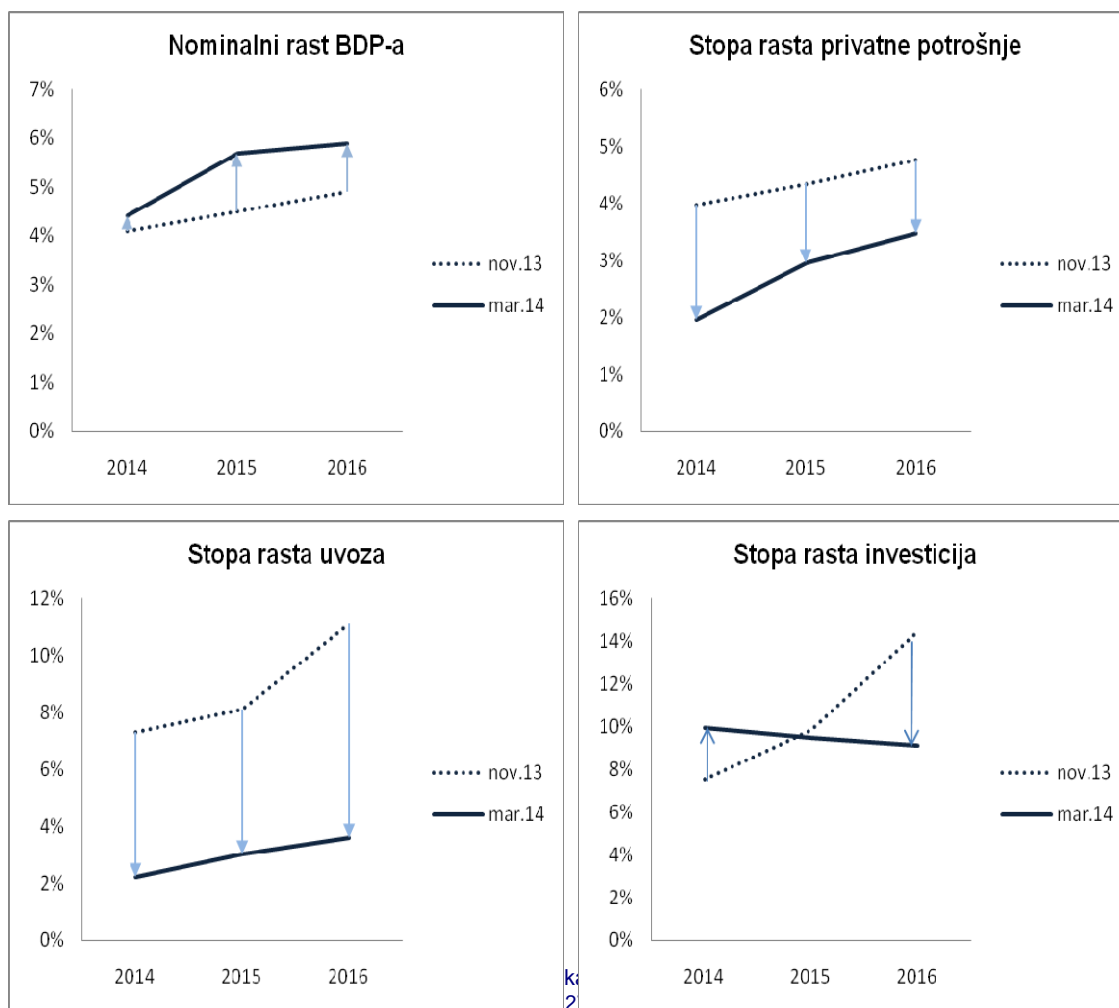 Nominalni rast BDP-a
7%
6%
5%
4%
3%
2%
1%
0%
2014 2015 2016
nov.13
mar.14
Stopa rasta privatne potrošnje
6%
5%
4%
3%
2%
1%
0%
2014 2015 2016
nov.13
mar.14
Stopa rasta uvoza
12%
10%
8%
6%
4%
2%
0%
2014 2015 2016
nov.13
mar.14
Stopa rasta investicija
16%
14%
12%
10%
8%
6%
4%
2%
0%
2014 2015 2016
nov.13
mar.14